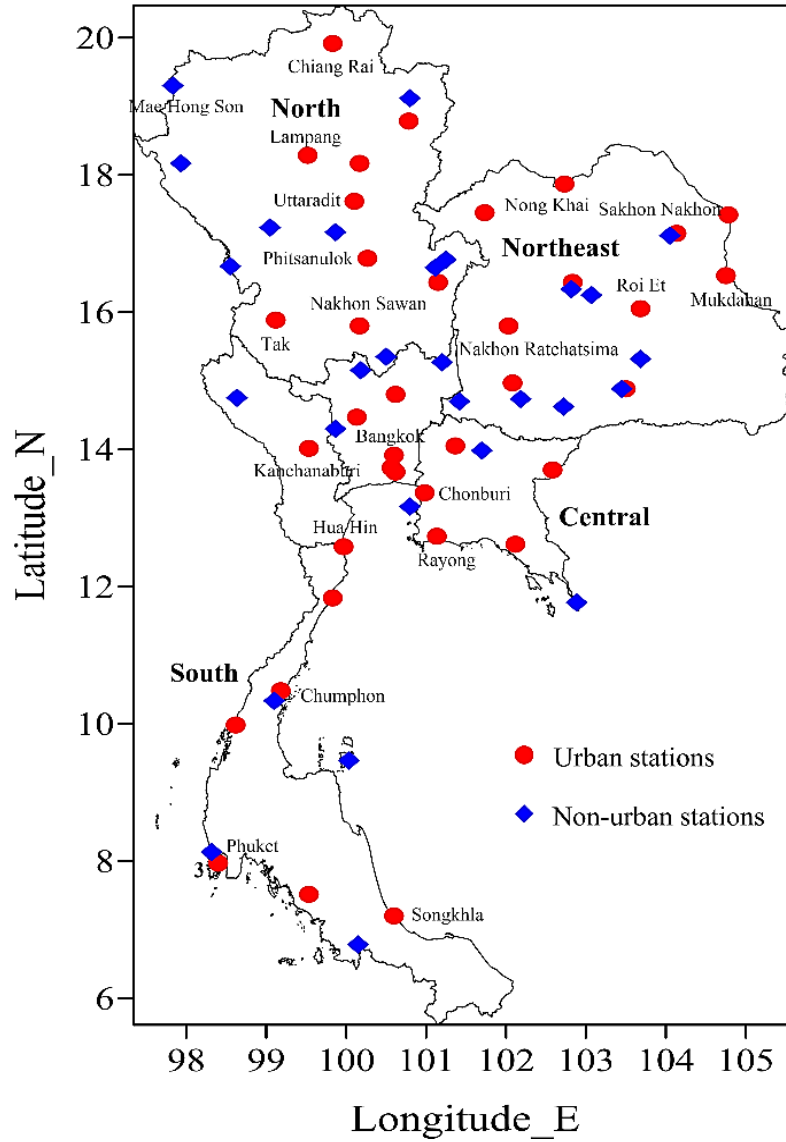 20
18
16
14
12
10
8
6
Latitude_N
98
99
100
101
102
103
104
105
Longitude_E
Chiang Rai
Mae Hong Son
North
Lampang
Uttaradit
Nong Khai
Sakhon Nakhon
Northeast
Phitsanulok
Roi Et
Mukdahan
Nakhon Sawan
Tak
Nakhon Ratchatsima
Bangkok
Kanchanaburi
Chonburi
Central
Hua Hin
Rayong
South
Chumphon
Urban stations
Non-urban stations
Phuket
3
Songkhla